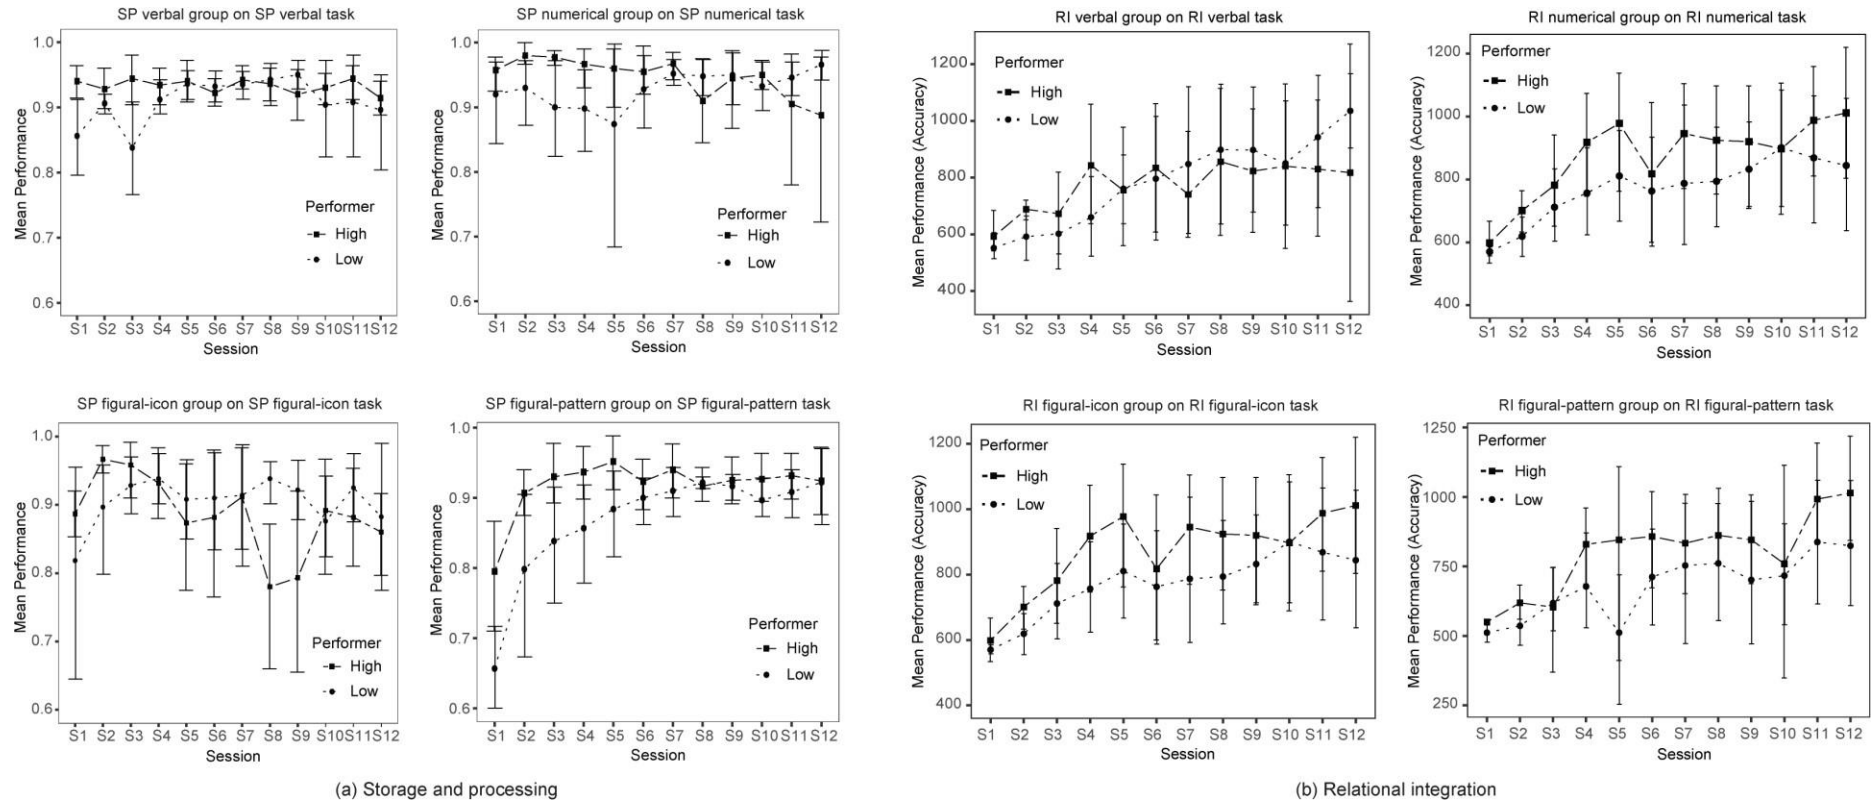 SP verbal group on SP verbal task
Mean Performance
1.0
0.9
0.8
0.7
0.6
Performer
High
Low
S1 S2 S3 S4 S5 S6 S7 S8 S9 S10 S11 S12
Session
SP numerical group on SP numerical task
Mean Performance
1.0
0.9
0.8
0.7
0.6
Performer
High
Low
S1 S2 S3 S4 S5 S6 S7 S8 S9 S10 S11 S12
Session
SP figural-icon group on SP figural-icon task
Mean Performance
1.0
0.9
0.8
0.7
0.6
Performer
High
Low
S1 S2 S3 S4 S5 S6 S7 S8 S9 S10 S11 S12
Session
SP figural-pattern group on SP figural-pattern task
Mean Performance
1.0
0.9
0.8
0.7
0.6
Performer
High
Low
S1 S2 S3 S4 S5 S6 S7 S8 S9 S10 S11 S12
Session
(a) Storage and processing
RI verbal group on RI verbal task
Mean Performance (Accuracy)
1200
1000
800
600
400
Performer
High
Low
S1 S2 S3 S4 S5 S6 S7 S8 S9 S10 S11 S12
Session
RI numerical group on RI numerical task
Mean Performance (Accuracy)
1200
1000
800
600
400
Performer
High
Low
S1 S2 S3 S4 S5 S6 S7 S8 S9 S10 S11 S12
Session
RI figural-icon group on RI figural-icon task
Mean Performance (Accuracy)
1200
1000
800
600
400
Performer
High
Low
S1 S2 S3 S4 S5 S6 S7 S8 S9 S10 S11 S12
Session
RI figural-pattern group on RI figural-pattern task
Mean Performance (Accuracy)
1250
1000
750
500
250
Performer
High
Low
S1 S2 S3 S4 S5 S6 S7 S8 S9 S10 S11 S12
Session
(b) Relational integration